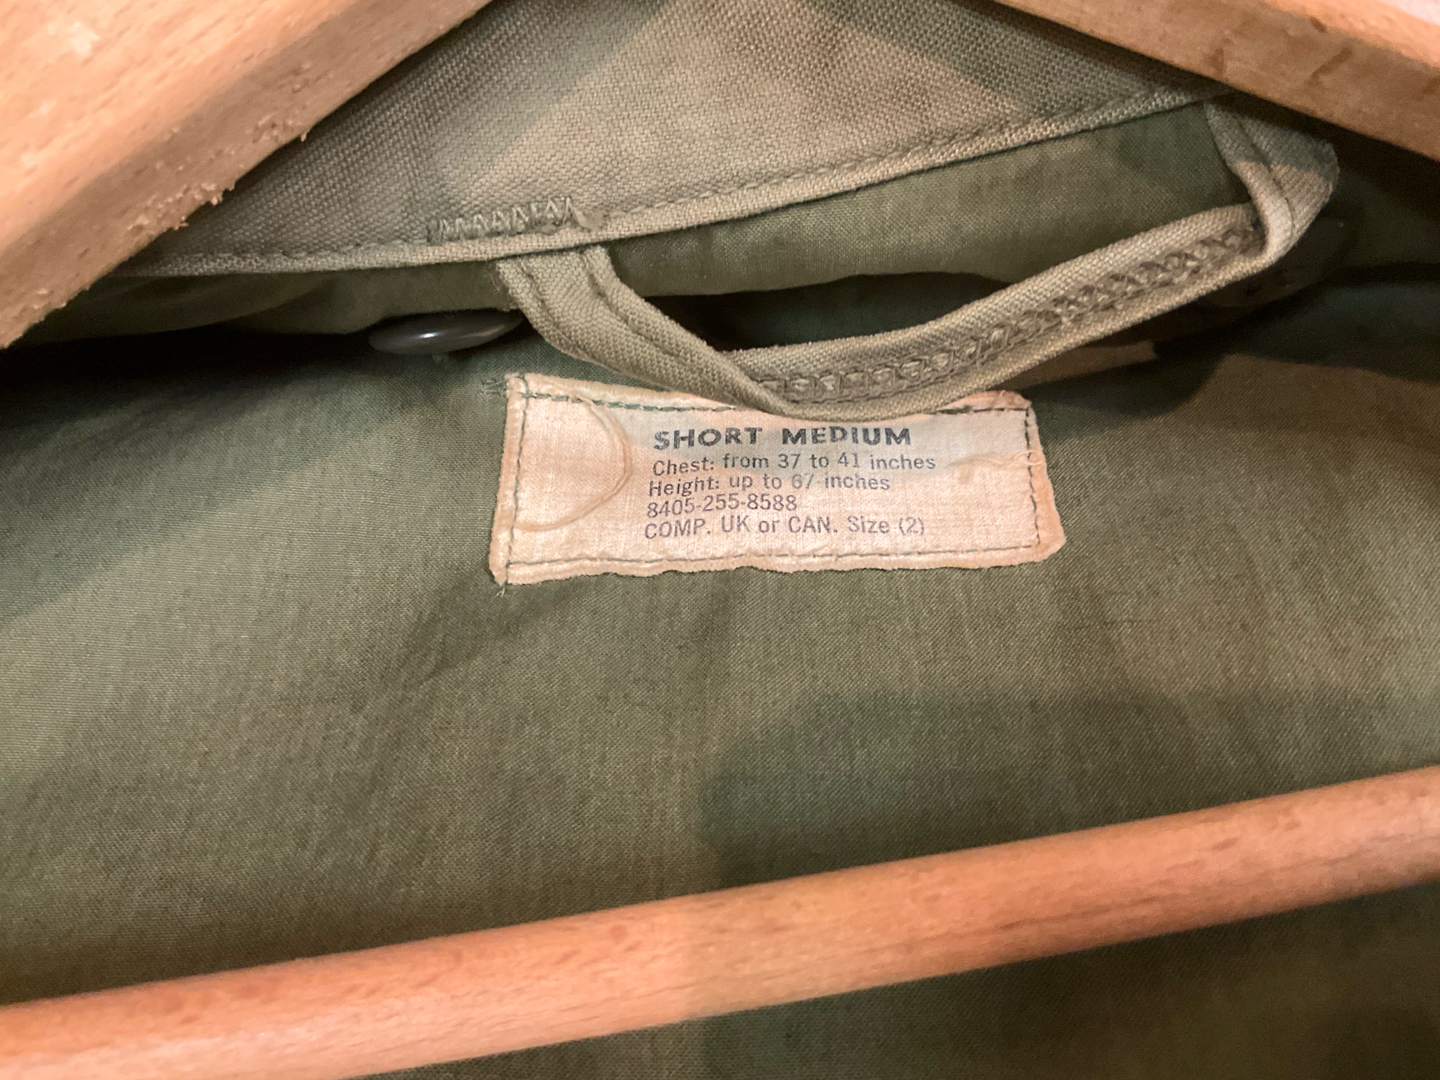 SHORT MEDIUM
Chest: from 37 to 41 inches
Height: up to 67 inches
8405-255-8588
COMP. UK or CAN. Size (2)